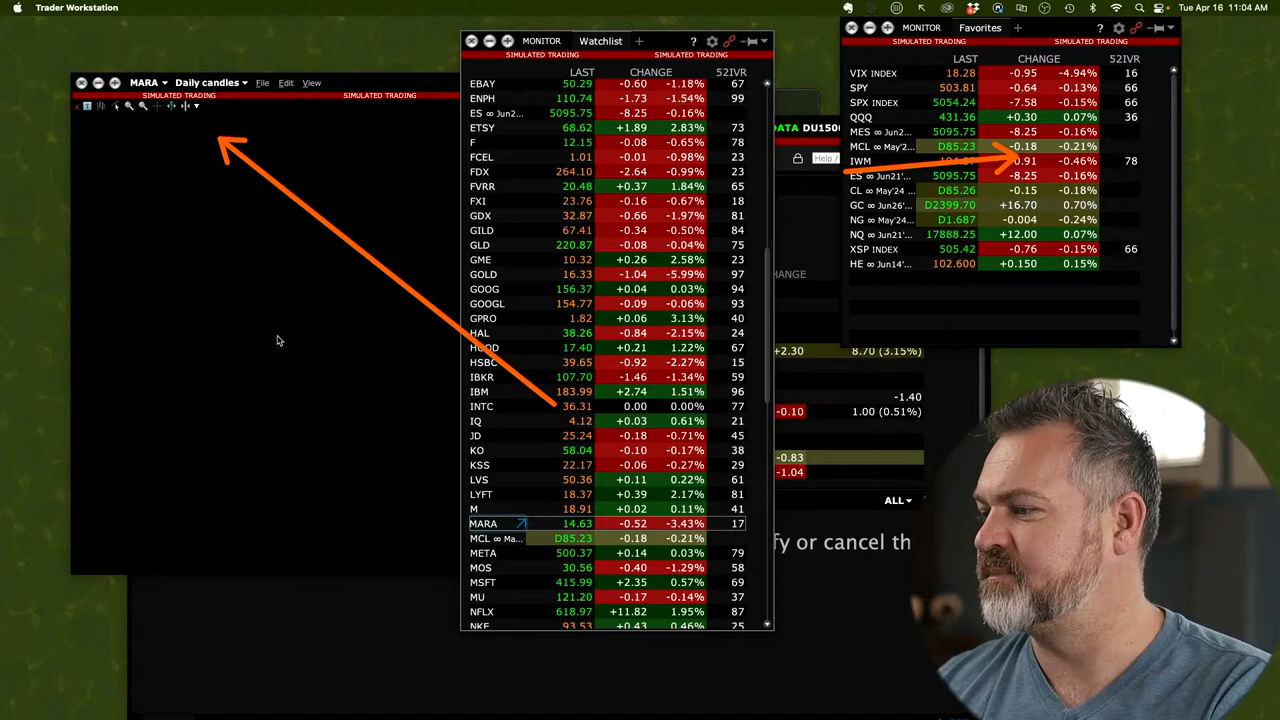 Trader Workstation
Tue Apr 16 11:04 AM
MARA Daily candles File Edit View
SIMULATED TRADING SIMULATED TRADING
MONITOR Watchlist + ?
SIMULATED TRADING SIMULATED TRADING
LAST CHANGE 52IVR
EBAY 50.29 -0.60 -1.18% 67
ENPH 110.74 -1.73 -1.54% 99
ES ∞ Jun2... 5095.75 -8.25 -0.16%
ETSY 68.62 +1.89 2.83% 73
F 12.15 -0.08 -0.65% 78
FCEL 1.01 -0.01 -0.98% 23
FDX 264.10 -2.64 -0.99% 23
FVRR 20.48 +0.37 1.84% 65
FXI 23.76 -0.16 -0.67% 18
GDX 32.87 -0.66 -1.97% 81
GILD 67.41 -0.34 -0.50% 84
GLD 220.87 -0.08 -0.04% 75
GME 10.32 +0.26 2.58% 23
GOLD 16.33 -1.04 -5.99% 97
GOOG 156.37 +0.04 0.03% 92
GOOGL 154.77 -0.09 -0.06% 93
GPRO 1.82 +0.06 3.13% 40
HAL 38.26 -0.84 -2.15% 24
HOOD 17.40 +0.21 1.22% 67
HSBC 39.65 -0.92 -2.27% 15
IBKR 107.70 -1.46 -1.34% 59
IBM 183.99 +2.74 1.51% 96
INTC 36.31 0.00 0.00% 77
IQ 4.12 +0.03 0.61% 21
JD 25.24 -0.18 -0.71% 45
KO 58.04 -0.10 -0.17% 38
KSS 22.17 -0.06 -0.27% 29
LVS 50.36 +0.11 0.22% 61
LYFT 18.37 +0.39 2.17% 81
M 18.91 +0.02 0.11% 41
MARA 14.63 -0.52 -3.43% 17
MCL ∞ Ma... D85.23 -0.18 -0.21%
META 500.37 +0.14 0.03% 79
MOS 30.56 -0.40 -1.29% 68
MSFT 415.99 +2.35 0.57% 69
MU 121.20 -0.17 -0.14% 37
NFLX 618.97 +11.82 1.95% 87
NKE 93.53 +0.43 0.46% 25
MONITOR Favorites + ?
SIMULATED TRADING SIMULATED TRADING
LAST CHANGE 52IVR
VIX INDEX 18.28 -0.95 -4.94% 16
SPY 503.81 -0.64 -0.13% 66
SPX INDEX 5054.24 -7.58 -0.15% 66
QQQ 431.36 +0.30 0.07% 36
MES ∞ Jun2... 5095.75 -8.25 -0.16%
MCL ∞ May'2... D85.23 -0.18 -0.21%
IWM 0.91 -0.46% 78
ES ∞ Jun21'... 5095.75 -8.25 -0.16%
CL ∞ May'24 ... D85.26 -0.15 -0.18%
GC ∞ Jun26'... D2399.70 +16.70 0.70%
NG ∞ May'24... D1.687 -0.004 -0.24%
NQ ∞ Jun21'... 17888.25 +12.00 0.07%
XSP INDEX 505.42 -0.76 -0.15% 66
HE ∞ Jun14'... 102.600 +0.150 0.15%
DATA DU1500
Help /
HANGE
+2.30 8.70 (3.15%)
-1.40
-0.10 1.00 (0.51%)
-0.83
-1.04
ALL
fy or cancel th